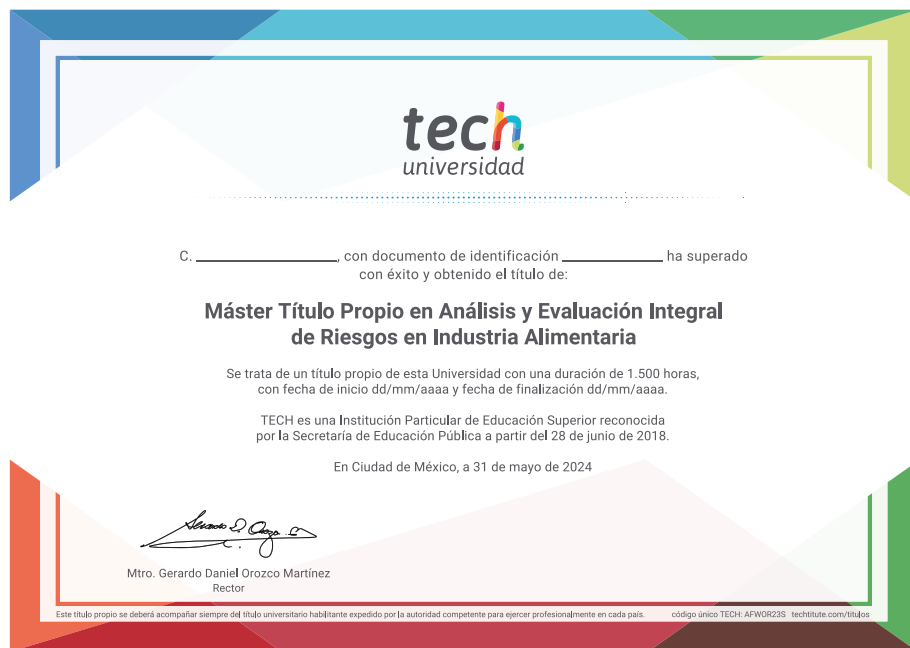 tech
universidad
C. ____________________, con documento de identificación ______________ ha superado
con éxito y obtenido el título de:
Máster Título Propio en Análisis y Evaluación Integral
de Riesgos en Industria Alimentaria
Se trata de un título propio de esta Universidad con una duración de 1.500 horas,
con fecha de inicio dd/mm/aaaa y fecha de finalización dd/mm/aaaa.
TECH es una Institución Particular de Educación Superior reconocida
por la Secretaría de Educación Pública a partir del 28 de junio de 2018.
En Ciudad de México, a 31 de mayo de 2024
Mtro. Gerardo Daniel Orozco Martínez
Rector
Este título propio se deberá acompañar siempre del título universitario habilitante expedido por la autoridad competente para ejercer profesionalmente en cada país. código único TECH: AFWOR23S techtitute.com/titulos